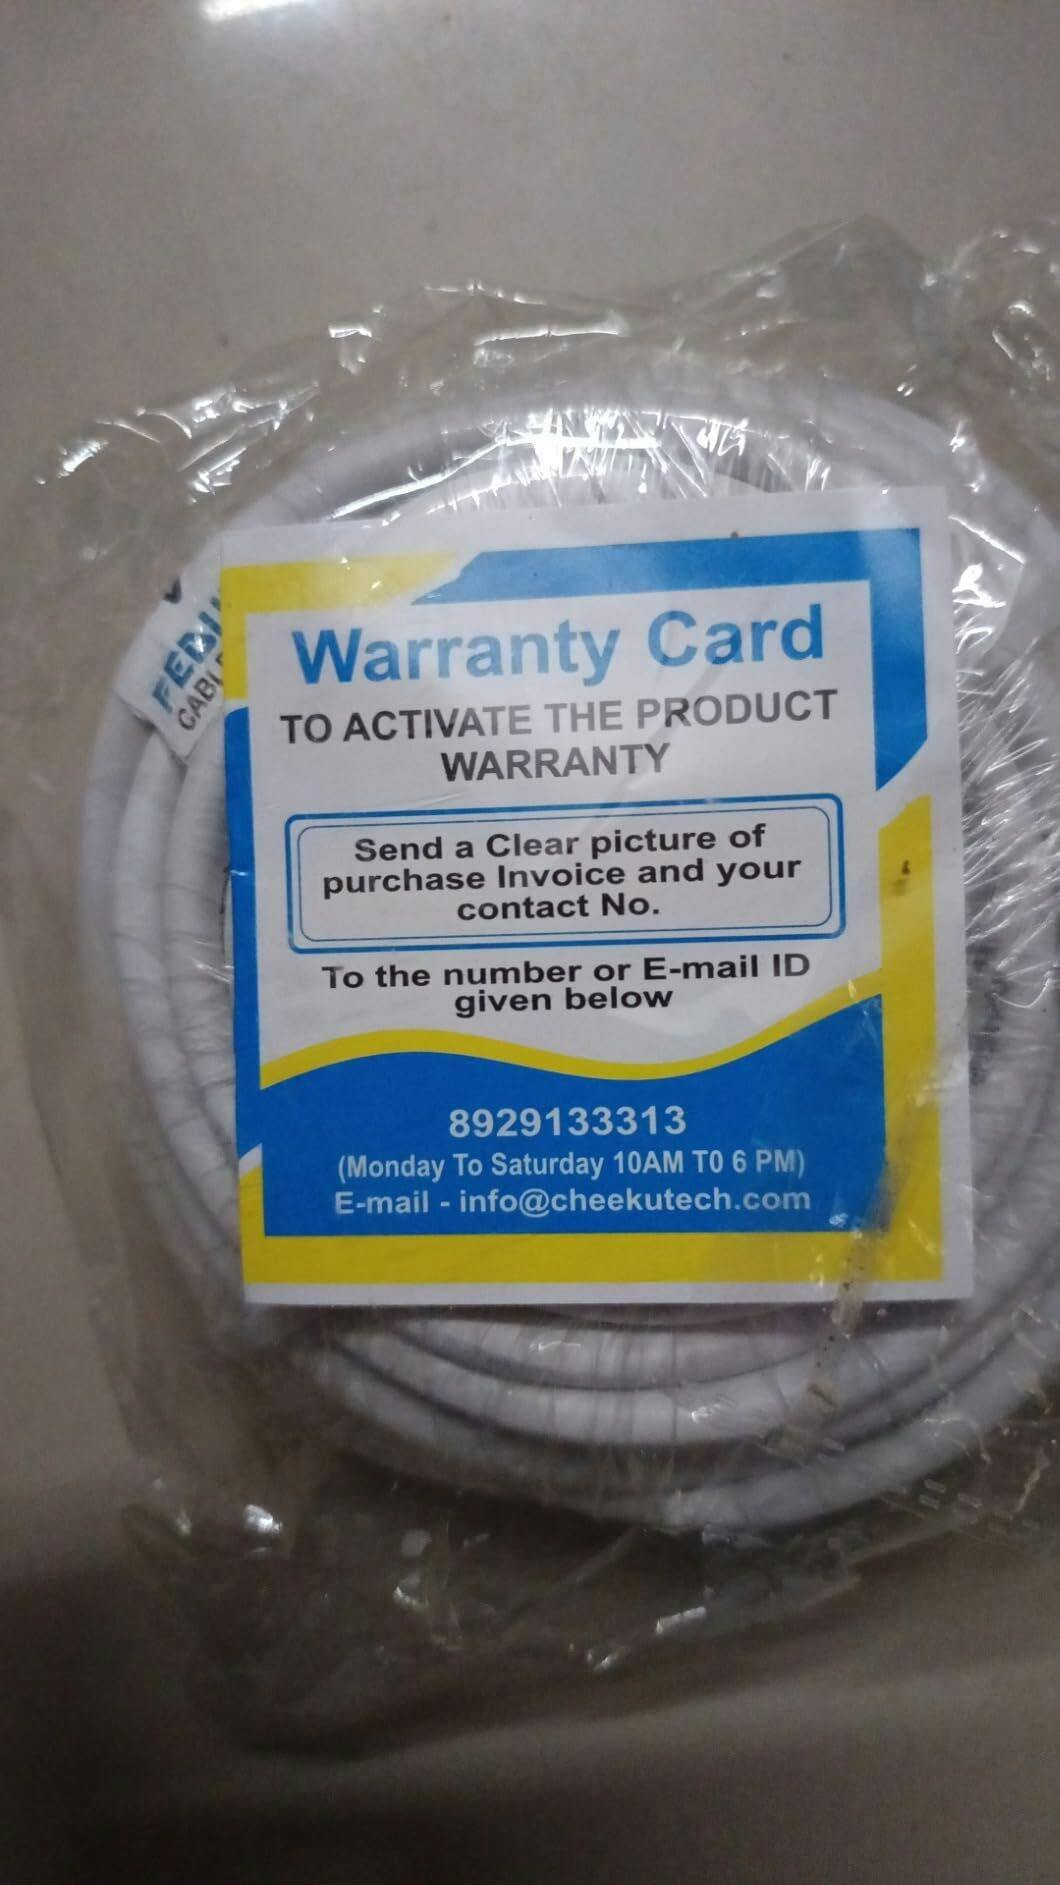 Warranty Card
TO ACTIVATE THE PRODUCT
WARRANTY
Send a Clear picture of
purchase Invoice and your
contact No.
To the number or E-mail ID
given below
8929133313
(Monday To Saturday 10AM T0 6 PM)
E-mail - info@cheekutech.com